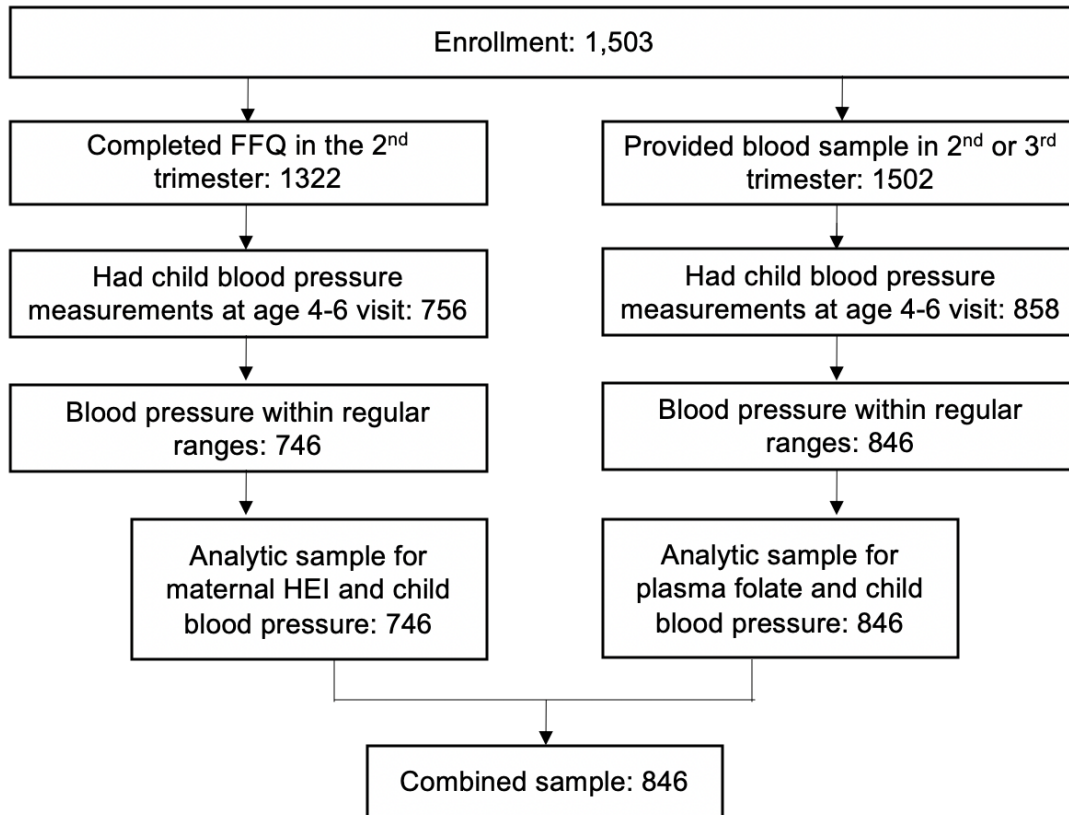 Enrollment: 1,503
Completed FFQ in the 2nd
trimester: 1322
Provided blood sample in 2nd or 3rd
trimester: 1502
Had child blood pressure
measurements at age 4-6 visit: 756
Had child blood pressure
measurements at age 4-6 visit: 858
Blood pressure within regular
ranges: 746
Blood pressure within regular
ranges: 846
Analytic sample for
maternal HEI and child
blood pressure: 746
Analytic sample for
plasma folate and child
blood pressure: 846
Combined sample: 846